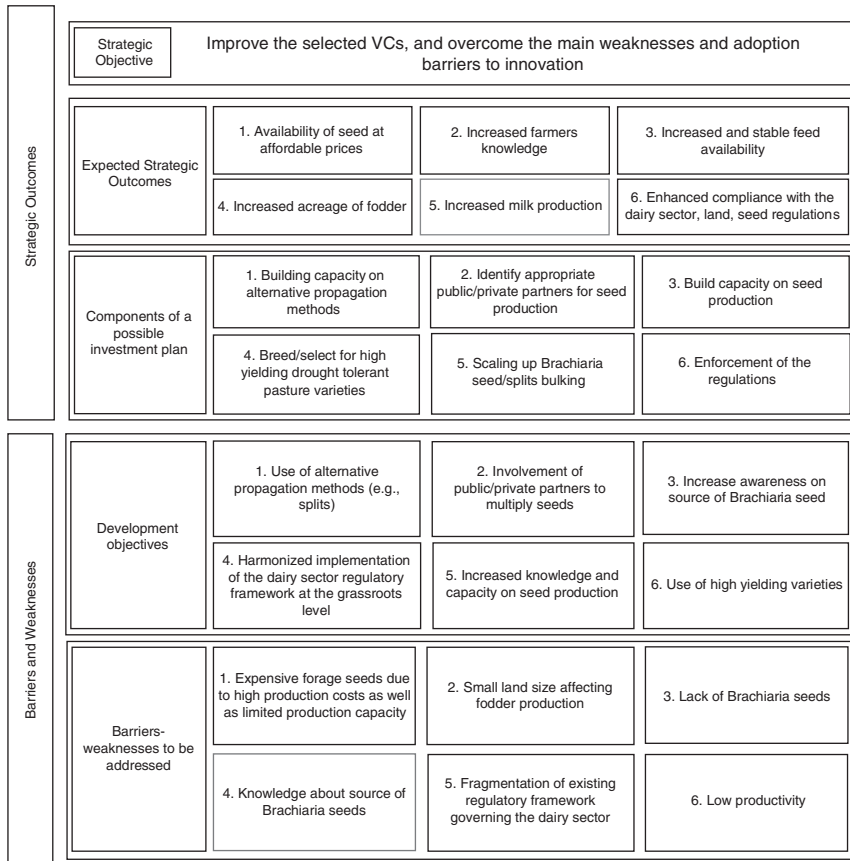 Strategic Outcomes
Strategic
Objective
Improve the selected VCs, and overcome the main weaknesses and adoption
barriers to innovation
Expected Strategic
Outcomes
1. Availability of seed at
affordable prices
2. Increased farmers
knowledge
3. Increased and stable feed
availability
4. Increased acreage of fodder
5. Increased milk production
6. Enhanced compliance with the
dairy sector, land, seed regulations
Components of a
possible
investment plan
1. Building capacity on
alternative propagation
methods
2. Identify appropriate
public/private partners for seed
production
3. Build capacity on seed
production
4. Breed/select for high
yielding drought tolerant
pasture varieties
5. Scaling up Brachiaria
seed/splits bulking
6. Enforcement of the
regulations
Barriers and Weaknesses
Development
objectives
1. Use of alternative
propagation methods (e.g.,
splits)
2. Involvement of
public/private partners to
multiply seeds
3. Increase awareness on
source of Brachiaria seed
4. Harmonized implementation
of the dairy sector regulatory
framework at the grassroots
level
5. Increased knowledge and
capacity on seed production
6. Use of high yielding varieties
Barriers-
weaknesses to be
addressed
1. Expensive forage seeds due
to high production costs as well
as limited production capacity
2. Small land size affecting
fodder production
3. Lack of Brachiaria seeds
4. Knowledge about source of
Brachiaria seeds
5. Fragmentation of existing
regulatory framework
governing the dairy sector
6. Low productivity